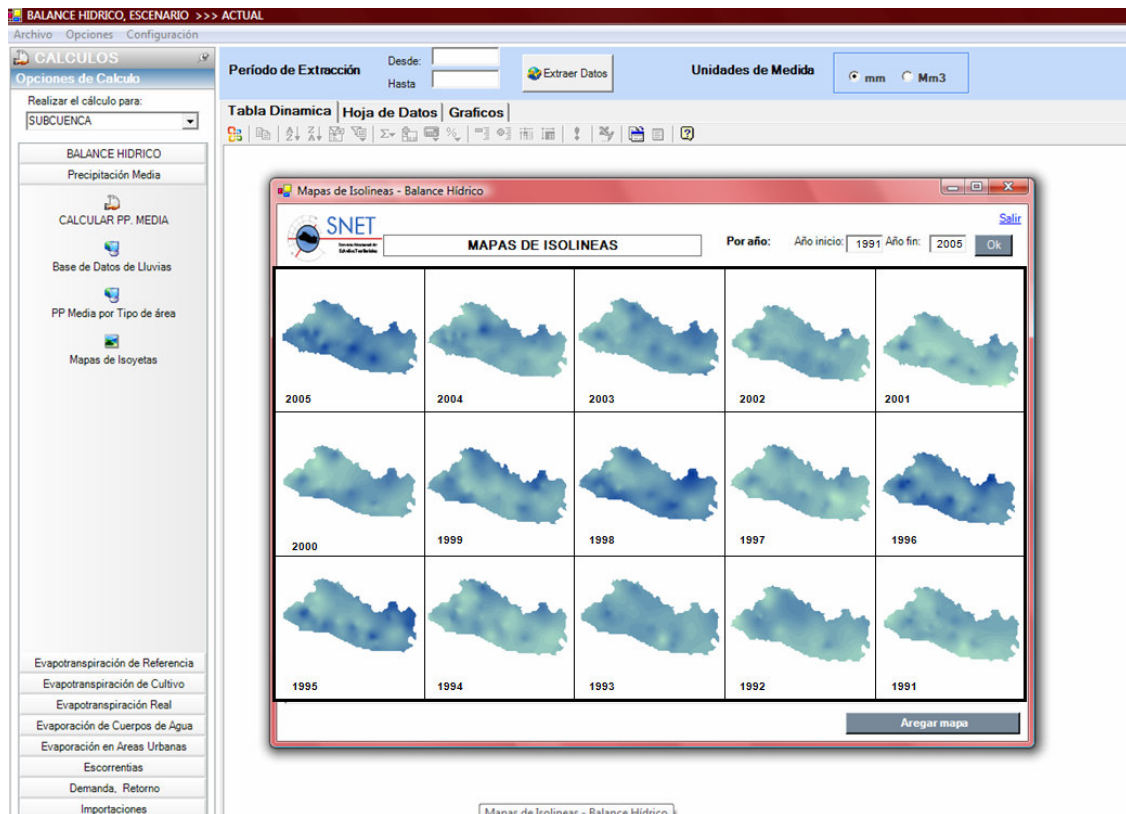 BALANCE HIDRICO, ESCENARIO >>> ACTUAL
Archivo Opciones Configuración
CALCULOS
Opciones de Calculo
Realizar el cálculo para:
SUBCUENCA
BALANCE HIDRICO
Precipitación Media
CALCULAR PP. MEDIA
Base de Datos de Lluvias
PP Media por Tipo de área
Mapas de Isoyetas
Evapotranspiración de Referencia
Evapotranspiración de Cultivo
Evapotranspiración Real
Evaporación de Cuerpos de Agua
Evaporación en Areas Urbanas
Escorrentias
Demanda, Retorno
Importaciones
Período de Extracción
Desde:
Hasta
Extraer Datos
Unidades de Medida
mm Mm3
Tabla Dinamica Hoja de Datos Graficos
Mapas de Isolineas - Balance Hídrico
Salir
SNET
MAPAS DE ISOLINEAS
Por año: Año inicio: 1991 Año fin: 2005 Ok
2005 2004 2003 2002 2001
2000 1999 1998 1997 1996
1995 1994 1993 1992 1991
Aregar mapa
Mapas de Isolineas - Balance Hídrico